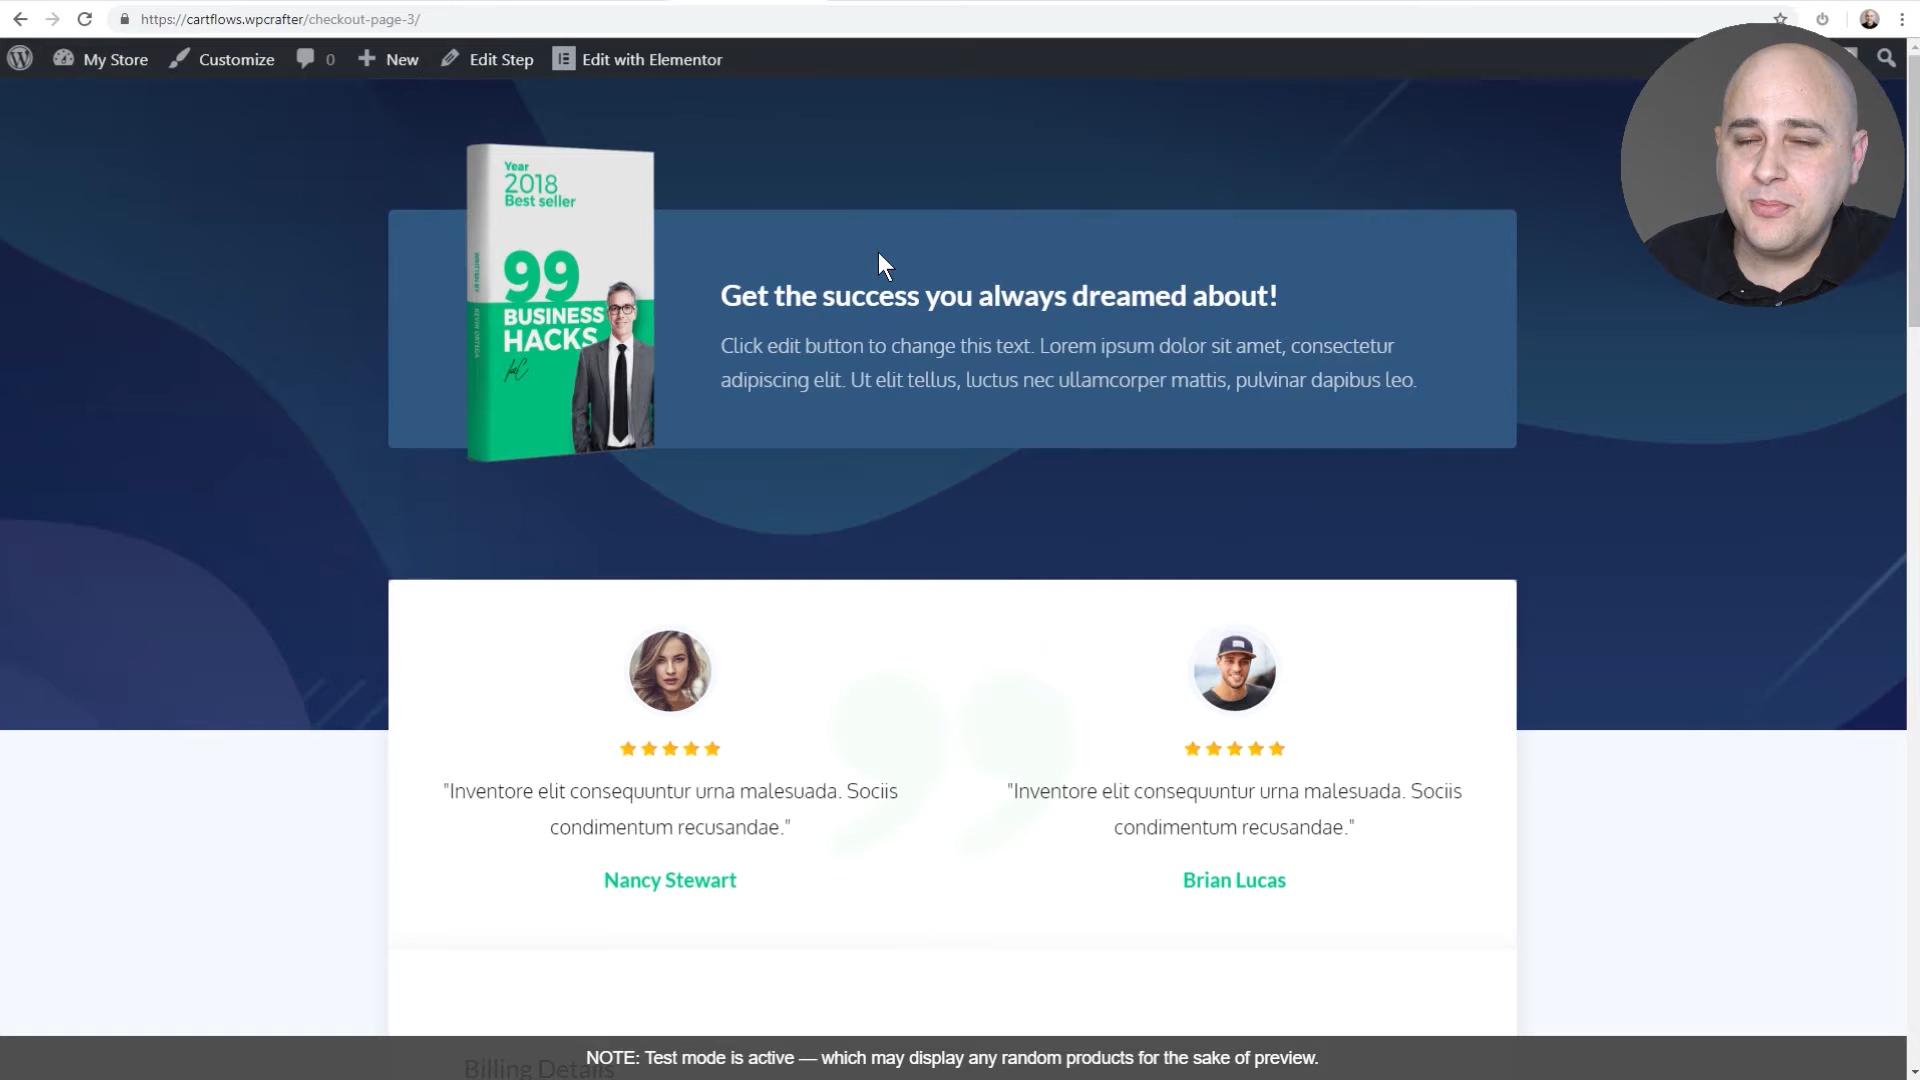 https://cartflows.wpcrafter/checkout-page-3/
My Store Customize 0 New Edit Step Edit with Elementor
Year
2018
Best seller
99
BUSINESS
HACKS
Get the success you always dreamed about!
Click edit button to change this text. Lorem ipsum dolor sit amet, consectetur
adipiscing elit. Ut elit tellus, luctus nec ullamcorper mattis, pulvinar dapibus leo.
"Inventore elit consequuntur urna malesuada. Sociis
condimentum recusandae."
Nancy Stewart
"Inventore elit consequuntur urna malesuada. Sociis
condimentum recusandae."
Brian Lucas
Billing Details
NOTE: Test mode is active — which may display any random products for the sake of preview.